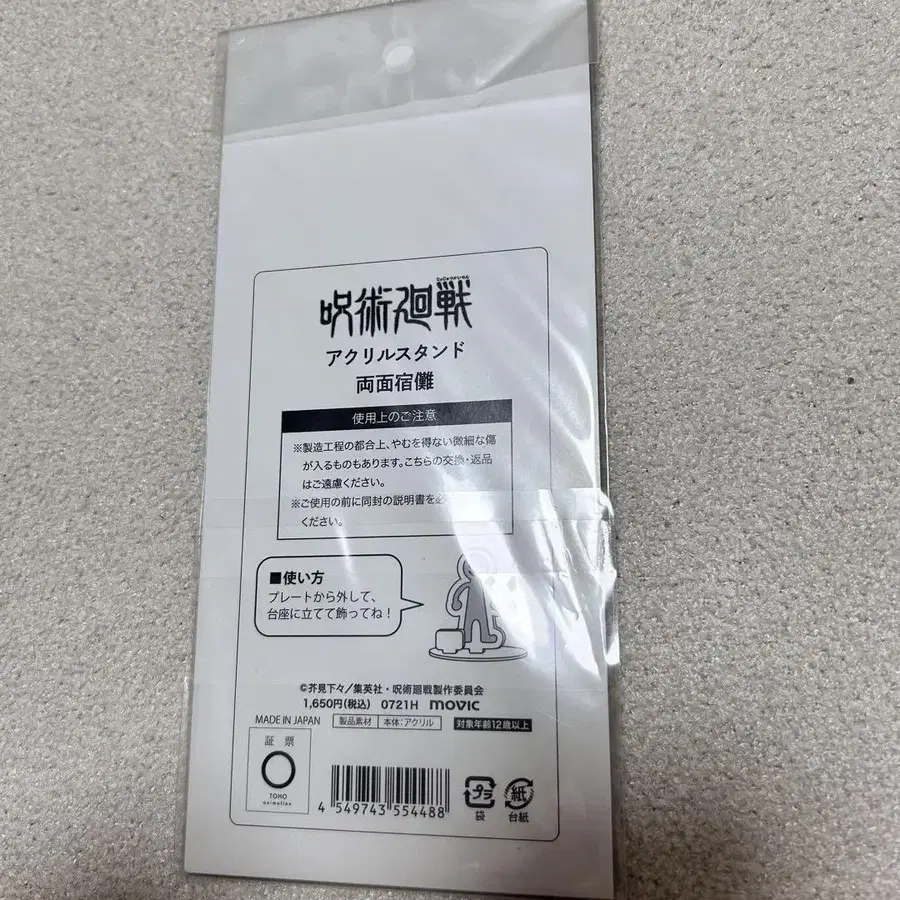 じゅじゅつかいせん
呪術廻戦
アクリルスタンド
両面宿儺
使用上のご注意
※製造工程の都合上、やむを得ない微細な傷
が入るものもあります。こちらの交換・返品
はご遠慮ください。
※ご使用の前に同封の説明書を必
ください。
■使い方
プレートから外して、
台座に立てて飾ってね!
©芥見下々/集英社・呪術廻戦製作委員会
1,650円(税込) 0721H movic
MADE IN JAPAN 製品素材 本体:アクリル 対象年齢12歳以上
証 票
TOHO
animation
4 549743 554488
プラ
袋
紙
台紙